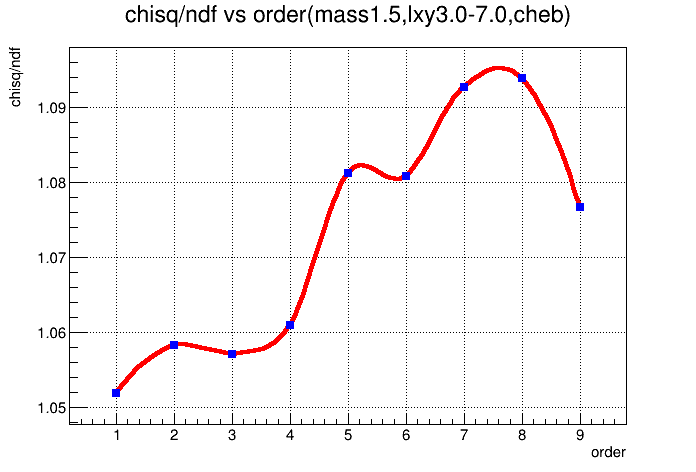 chisq/ndf vs order(mass1.5,lxy3.0-7.0,cheb)
chisq/ndf
1.09
1.08
1.07
1.06
1.05
1 2 3 4 5 6 7 8 9
order